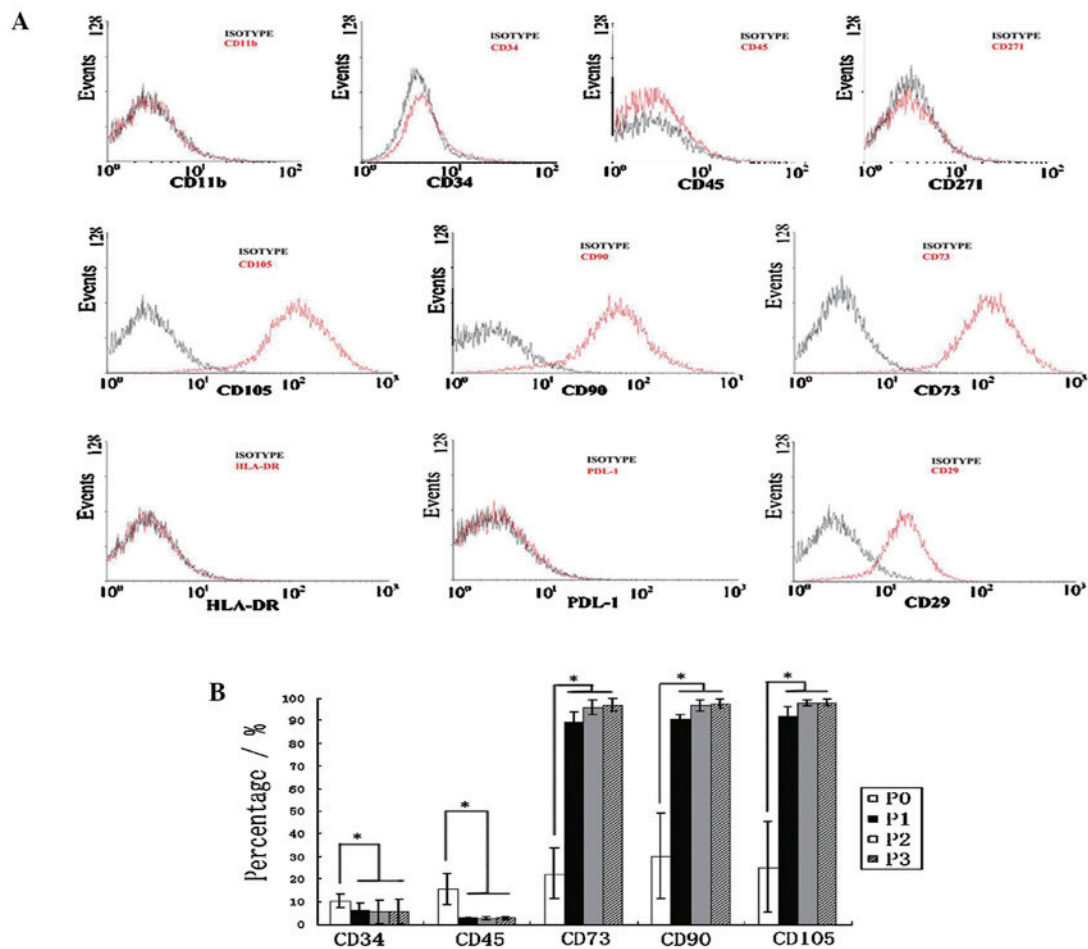 A
128
Events
ISOTYPE
CD11b
10⁰ 10¹ 10²
CD11b
128
Events
ISOTYPE
CD34
10⁰ 10¹ 10²
CD34
128
Events
ISOTYPE
CD45
10⁰ 10¹ 10²
CD45
128
Events
ISOTYPE
CD271
10⁰ 10¹ 10²
CD271
128
Events
ISOTYPE
CD105
10⁰ 10¹ 10² 10³
CD105
128
Events
ISOTYPE
CD90
10⁰ 10¹ 10² 10³
CD90
128
Events
ISOTYPE
CD73
10⁰ 10¹ 10² 10³
CD73
128
Events
ISOTYPE
HLA-DR
10⁰ 10¹ 10² 10³
HLA-DR
128
Events
ISOTYPE
PDL-1
10⁰ 10¹ 10² 10³
PDL-1
128
Events
ISOTYPE
CD29
10⁰ 10¹ 10² 10³
CD29
B
Percentage / %
100
90
80
70
60
50
40
30
20
10
0
* * * * *
CD34 CD45 CD73 CD90 CD105
P0
P1
P2
P3